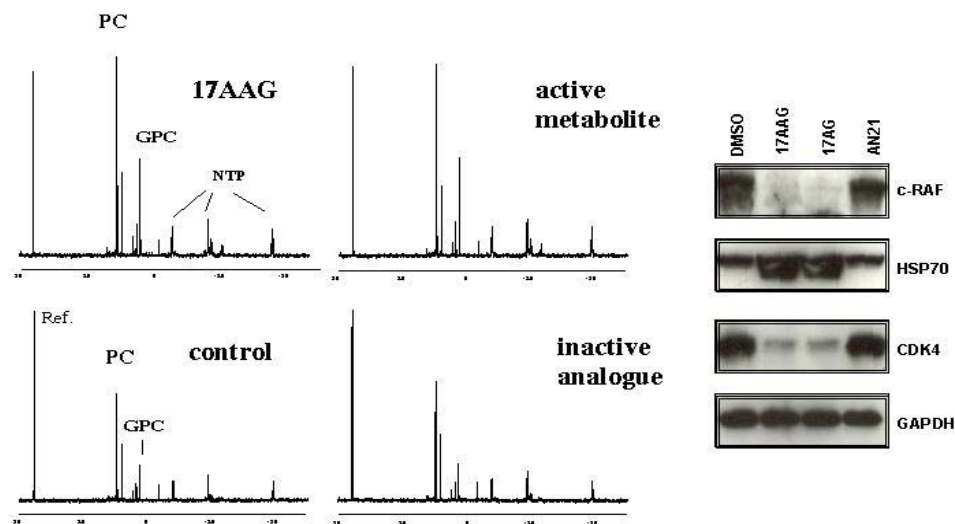 PC
17AAG
GPC
NTP
active
metabolite
Ref.
PC
control
GPC
inactive
analogue
DMSO
17AAG
17AG
AN21
c-RAF
HSP70
CDK4
GAPDH